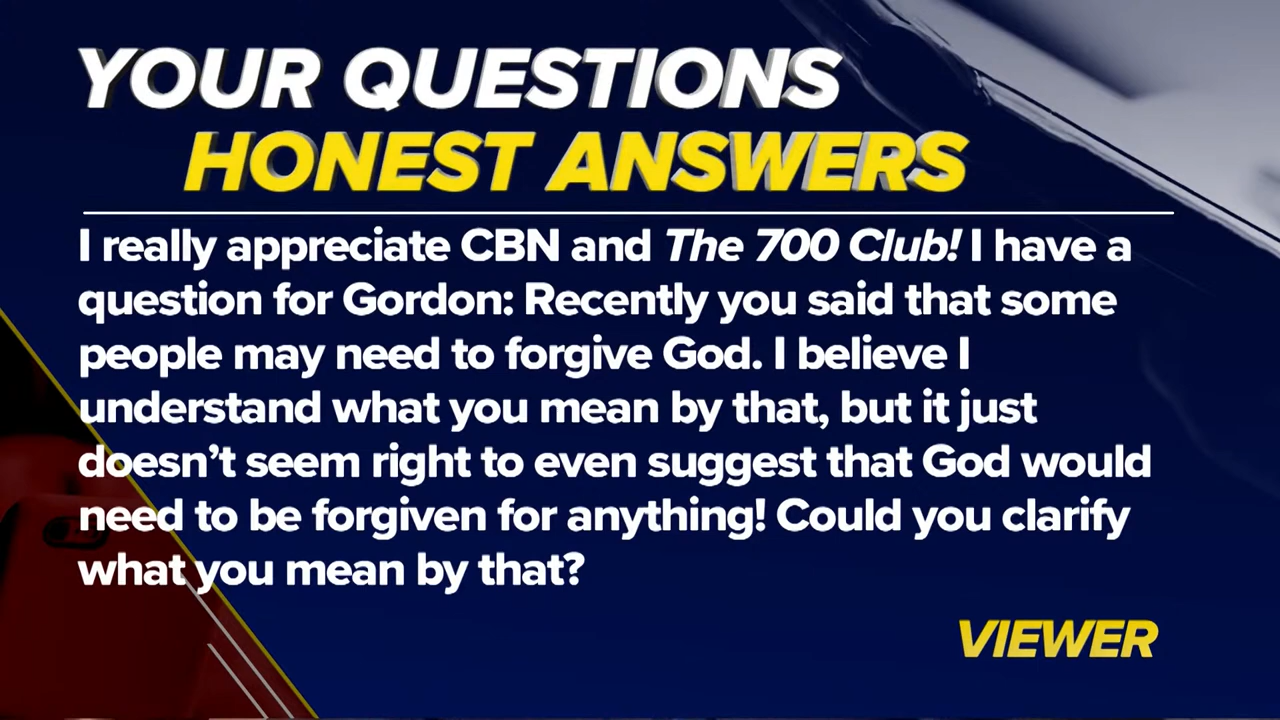 YOUR QUESTIONS
HONEST ANSWERS
I really appreciate CBN and The 700 Club! I have a
question for Gordon: Recently you said that some
people may need to forgive God. I believe I
understand what you mean by that, but it just
doesn’t seem right to even suggest that God would
need to be forgiven for anything! Could you clarify
what you mean by that?
VIEWER